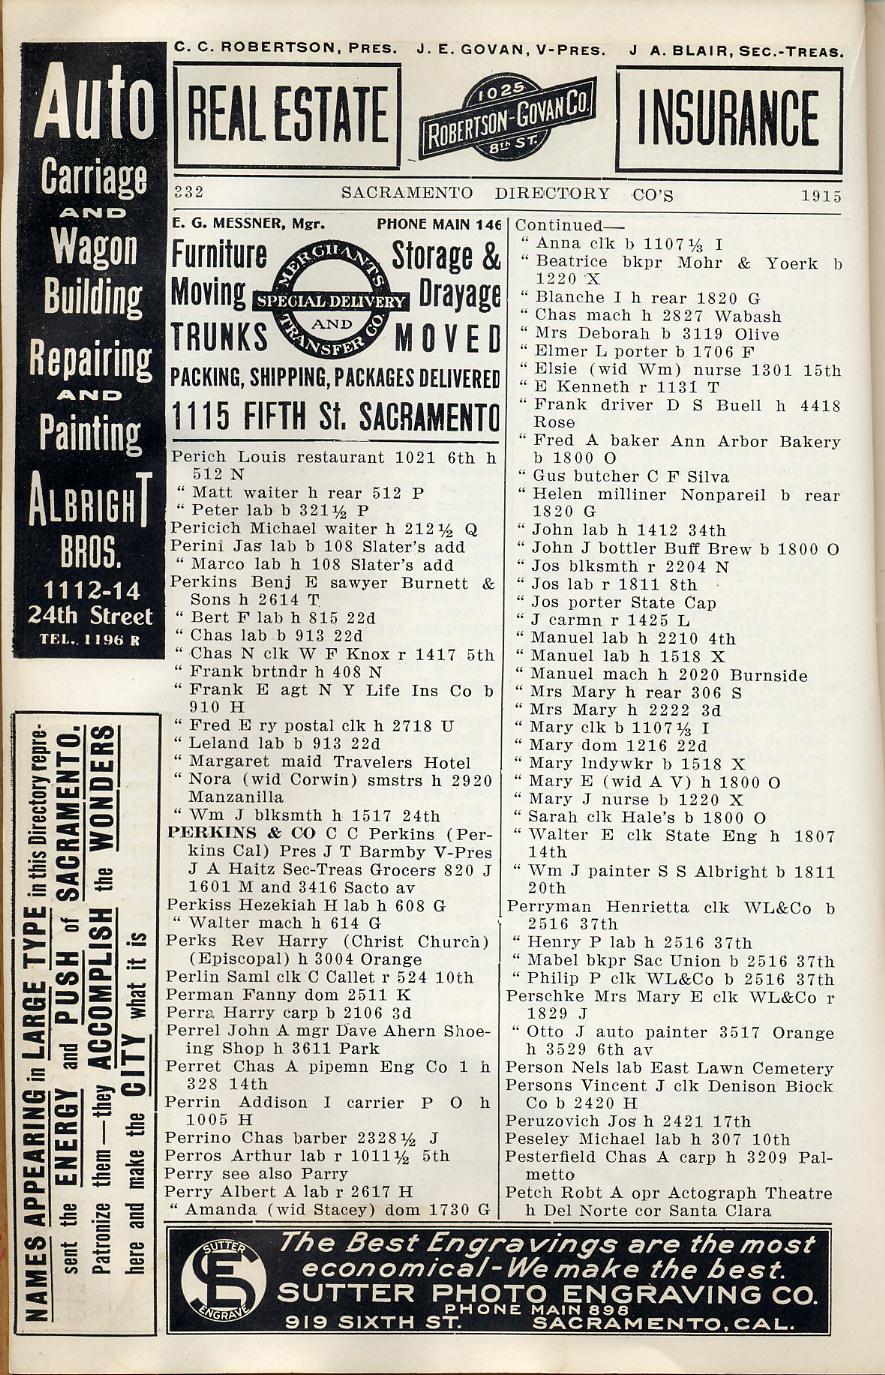 C. C. ROBERTSON, PRES. J. E. GOVAN, V-PRES. J A. BLAIR, SEC.-TREAS.
REAL ESTATE
1025
ROBERTSON-GOVAN CO.
8th ST.
INSURANCE
332 SACRAMENTO DIRECTORY CO'S 1915
Auto
Carriage
AND
Wagon
Building
Repairing
AND
Painting
ALBRIGHT
BROS.
1112-14
24th Street
TEL. 1196 R
NAMES APPEARING in LARGE TYPE in this Directory repre-
sent the ENERGY and PUSH of SACRAMENTO.
Patronize them — they ACCOMPLISH the WONDERS
here and make the CITY what it is
E. G. MESSNER, Mgr. PHONE MAIN 146
Furniture Storage &
Moving Drayage
MERCHANTS
SPECIAL DELIVERY
AND
TRANSFER CO.
TRUNKS MOVED
PACKING, SHIPPING, PACKAGES DELIVERED
1115 FIFTH St. SACRAMENTO
Perich Louis restaurant 1021 6th h
512 N
" Matt waiter h rear 512 P
" Peter lab b 321½ P
Pericich Michael waiter h 212½ Q
Perini Jas lab b 108 Slater's add
" Marco lab h 108 Slater's add
Perkins Benj E sawyer Burnett &
Sons h 2614 T
" Bert F lab h 815 22d
" Chas lab b 913 22d
" Chas N clk W F Knox r 1417 5th
" Frank brtndr h 408 N
" Frank E agt N Y Life Ins Co b
910 H
" Fred E ry postal clk h 2718 U
" Leland lab b 913 22d
" Margaret maid Travelers Hotel
" Nora (wid Corwin) smstrs h 2920
Manzanilla
" Wm J blksmth h 1517 24th
PERKINS & CO C C Perkins (Per-
kins Cal) Pres J T Barmby V-Pres
J A Haitz Sec-Treas Grocers 820 J
1601 M and 3416 Sacto av
Perkiss Hezekiah H lab h 608 G
" Walter mach h 614 G
Perks Rev Harry (Christ Church)
(Episcopal) h 3004 Orange
Perlin Saml clk C Callet r 524 10th
Perman Fanny dom 2511 K
Perra Harry carp b 2106 3d
Perrel John A mgr Dave Ahern Shoe-
ing Shop h 3611 Park
Perret Chas A pipemn Eng Co 1 h
328 14th
Perrin Addison I carrier P O h
1005 H
Perrino Chas barber 2328½ J
Perros Arthur lab r 1011½ 5th
Perry see also Parry
Perry Albert A lab r 2617 H
" Amanda (wid Stacey) dom 1730 G
Continued—
" Anna clk b 1107⅓ I
" Beatrice bkpr Mohr & Yoerk b
1220 X
" Blanche I h rear 1820 G
" Chas mach h 2827 Wabash
" Mrs Deborah b 3119 Olive
" Elmer L porter b 1706 F
" Elsie (wid Wm) nurse 1301 15th
" E Kenneth r 1131 T
" Frank driver D S Buell h 4418
Rose
" Fred A baker Ann Arbor Bakery
b 1800 O
" Gus butcher C F Silva
" Helen milliner Nonpareil b rear
1820 G
" John lab h 1412 34th
" John J bottler Buff Brew b 1800 O
" Jos blksmth r 2204 N
" Jos lab r 1811 8th
" Jos porter State Cap
" J carmn r 1425 L
" Manuel lab h 2210 4th
" Manuel lab h 1518 X
" Manuel mach h 2020 Burnside
" Mrs Mary h rear 306 S
" Mrs Mary h 2222 3d
" Mary clk b 1107⅓ I
" Mary dom 1216 22d
" Mary lndywkr b 1518 X
" Mary E (wid A V) h 1800 O
" Mary J nurse b 1220 X
" Sarah clk Hale's b 1800 O
" Walter E clk State Eng h 1807
14th
" Wm J painter S S Albright b 1811
20th
Perryman Henrietta clk WL&Co b
2516 37th
" Henry P lab h 2516 37th
" Mabel bkpr Sac Union b 2516 37th
" Philip P clk WL&Co b 2516 37th
Perschke Mrs Mary E clk WL&Co r
1829 J
" Otto J auto painter 3517 Orange
h 3529 6th av
Person Nels lab East Lawn Cemetery
Persons Vincent J clk Denison Block
Co b 2420 H
Peruzovich Jos h 2421 17th
Peseley Michael lab h 307 10th
Pesterfield Chas A carp h 3209 Pal-
metto
Petch Robt A opr Actograph Theatre
h Del Norte cor Santa Clara
SUTTER
SE
ENGRAVE
The Best Engravings are the most
economical-We make the best.
SUTTER PHOTO ENGRAVING CO.
PHONE MAIN 898
919 SIXTH ST. SACRAMENTO, CAL.